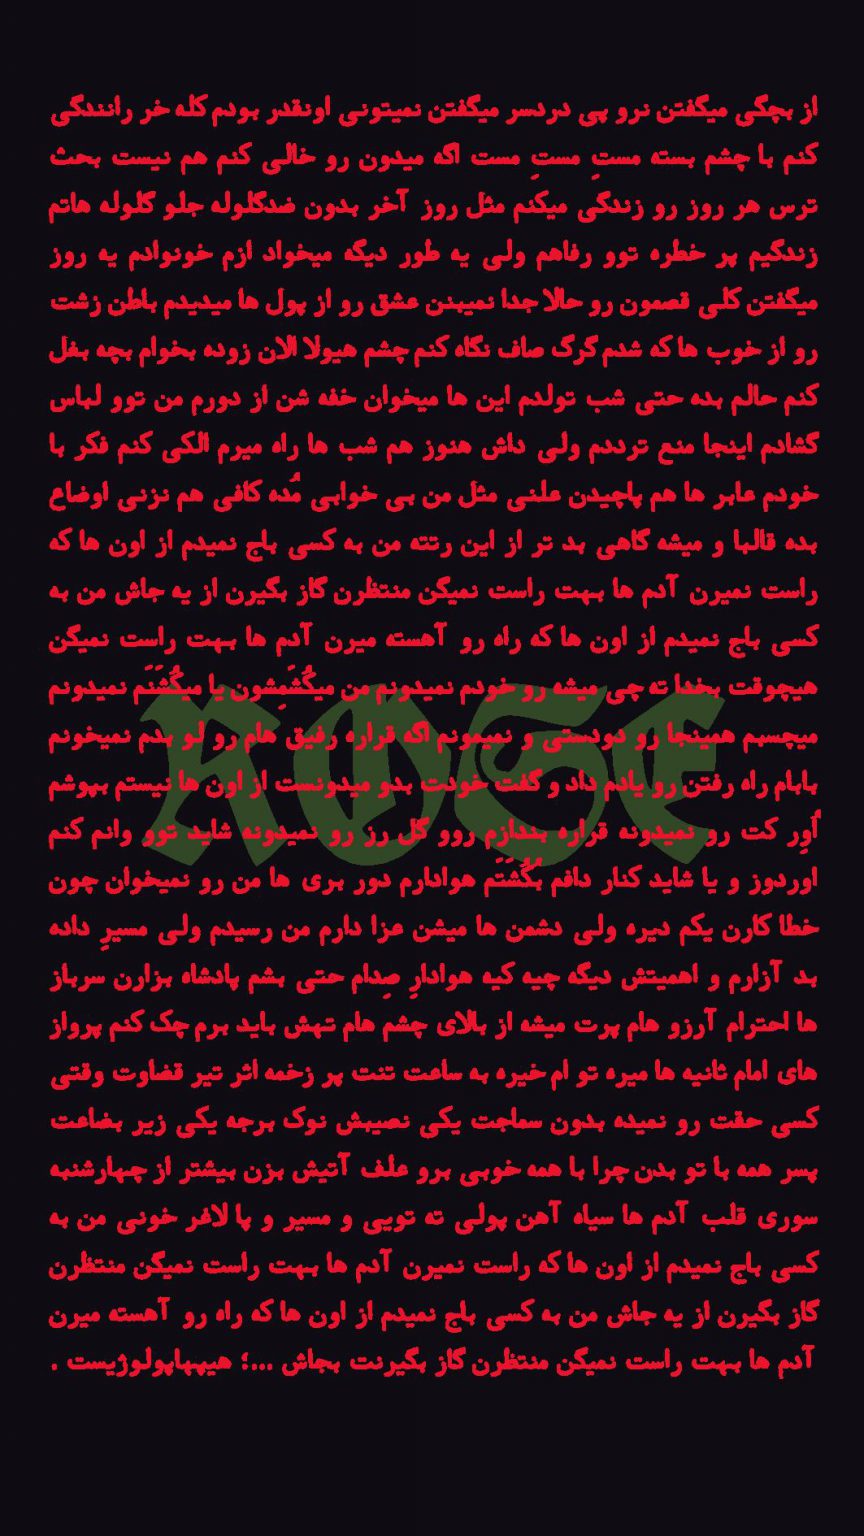 از بچگی میگفتن نرو پی دردسر میگفتن نمیتونی اونقدر بودم کله خر رانندگی
کنم با چشم بسته مستِ مستِ مست اگه میدون رو خالی کنم هم نیست بحث
ترس هر روز رو زندگی میکنم مثل روز آخر بدون ضدگلوله جلو گلوله هاتم
زندگیم پر خطره توو رفاهم ولی یه طور دیگه میخواد ازم خونوادم یه روز
میگفتن کلی قصمون رو حالا جدا نمیبنن عشق رو از پول ها میدیدم باطن زشت
رو از خوب ها که شدم گرگ صاف نگاه کنم چشم هیولا الان زوده بخوام بچه بغل
کنم حالم بده حتی شب تولدم این ها میخوان خفه شن از دورم من توو لباس
گشادم اینجا منع ترددم ولی داش هنوز هم شب ها راه میرم الکی کنم فکر با
خودم عابر ها هم پاچیدن علنی مثل من بی خوابی مُده کافی هم نزنی اوضاع
بده قالبا و میشه گاهی بد تر از این رتته من به کسی باج نمیدم از اون ها که
راست نمیرن آدم ها بهت راست نمیگن منتظرن گاز بگیرن از یه جاش من به
کسی باج نمیدم از اون ها که راه رو آهسته میرن آدم ها بهت راست نمیگن
هیچوقت بخدا ته چی میشه رو خودم نمیدونم من میکُشَمِشون یا میکُشَنَم نمیدونم
میچسبم همینجا رو دودستی و نمیمونم اگه قراره رفیق هام رو لو بدم نمیخونم
بابام راه رفتن رو یادم داد و گفت خودت بدو میدونست از اون ها نیستم بپوشم
اُورِ کت رو نمیدونه قراره بندازم روو گل رز رو نمیدونه شاید توو وانم کنم
اوردوز و یا شاید کنار دافم بُکُشَتَم هوادارم دور بری ها من رو نمیخوان چون
خطا کارن یکم دیره ولی دشمن ها میشن عزا دارم من رسیدم ولی مسیرِ داده
بد آزارم و اهمیتش دیگه چیه کیه هوادارِ صِدام حتی بشم پادشاه بزارن سرباز
ها احترام آرزو هام پرت میشه از بالای چشم هام تهش باید برم چک کنم پرواز
های امام ثانیه ها میره تو ام خیره به ساعت تنت پر زخمه اثر تیر قضاوت وقتی
کسی حقت رو نمیده بدون سماجت یکی نصیبش نوک برجه یکی زیر بضاعت
پسر همه با تو بدن چرا با همه خوبی برو علف آتیش بزن بیشتر از چهارشنبه
سوری قلب آدم ها سیاه آهن پولی ته تویی و مسیر و پا لاغر خونی من به
کسی باج نمیدم از اون ها که راست نمیرن آدم ها بهت راست نمیگن منتظرن
گاز بگیرن از یه جاش من به کسی باج نمیدم از اون ها که راه رو آهسته میرن
آدم ها بهت راست نمیگن منتظرن گاز بگیرنت بجاش ...؛ هیپهاپولوژیست .
ROSE